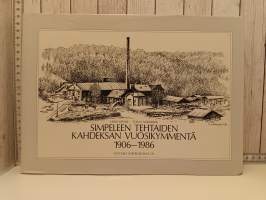 SIMPELEEN TEHTAIDEN
KAHDEKSAN VUOSIKYMMENTÄ
1906–1986